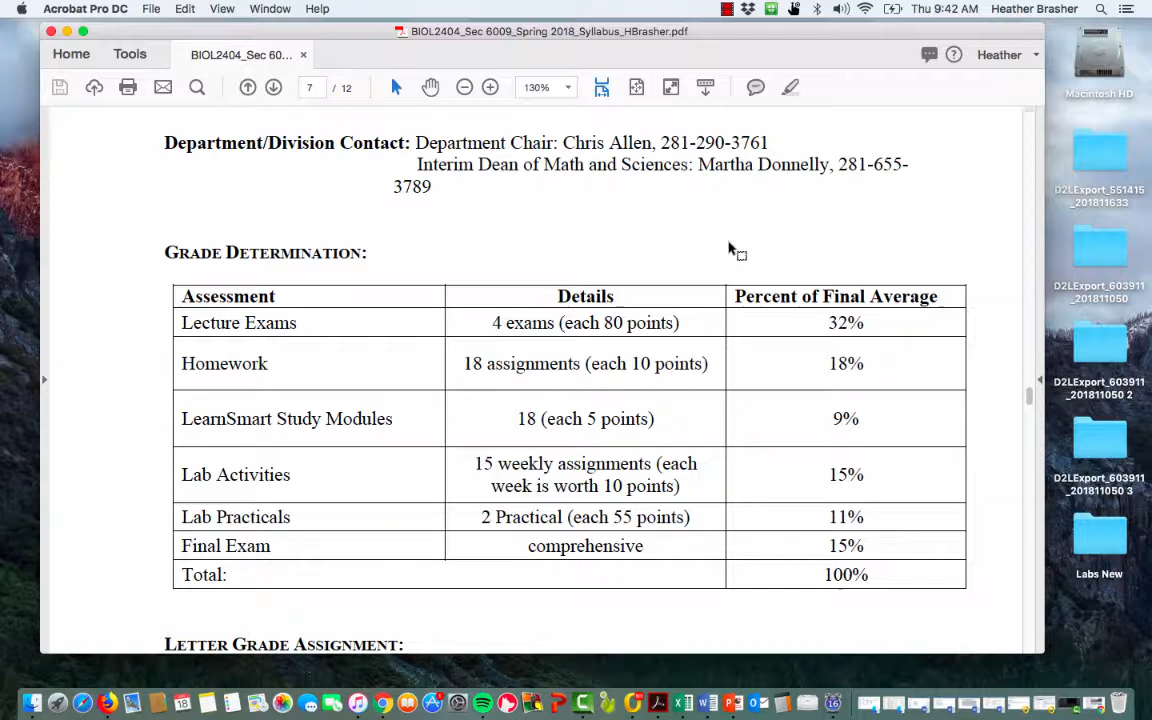 Acrobat Pro DC File Edit View Window Help Thu 9:42 AM Heather Brasher
BIOL2404_Sec 6009_Spring 2018_Syllabus_HBrasher.pdf
Home Tools BIOL2404_Sec 60... × Heather
7 / 12 130%
Department/Division Contact: Department Chair: Chris Allen, 281-290-3761
Interim Dean of Math and Sciences: Martha Donnelly, 281-655-
3789
GRADE DETERMINATION:
Assessment Details Percent of Final Average
Lecture Exams 4 exams (each 80 points) 32%
Homework 18 assignments (each 10 points) 18%
LearnSmart Study Modules 18 (each 5 points) 9%
Lab Activities 15 weekly assignments (each
week is worth 10 points) 15%
Lab Practicals 2 Practical (each 55 points) 11%
Final Exam comprehensive 15%
Total: 100%
LETTER GRADE ASSIGNMENT:
Macintosh HD
D2LExport_551415
_201811633
D2LExport_603911
_201811050
D2LExport_603911
_201811050 2
D2LExport_603911
_201811050 3
Labs New
18
16